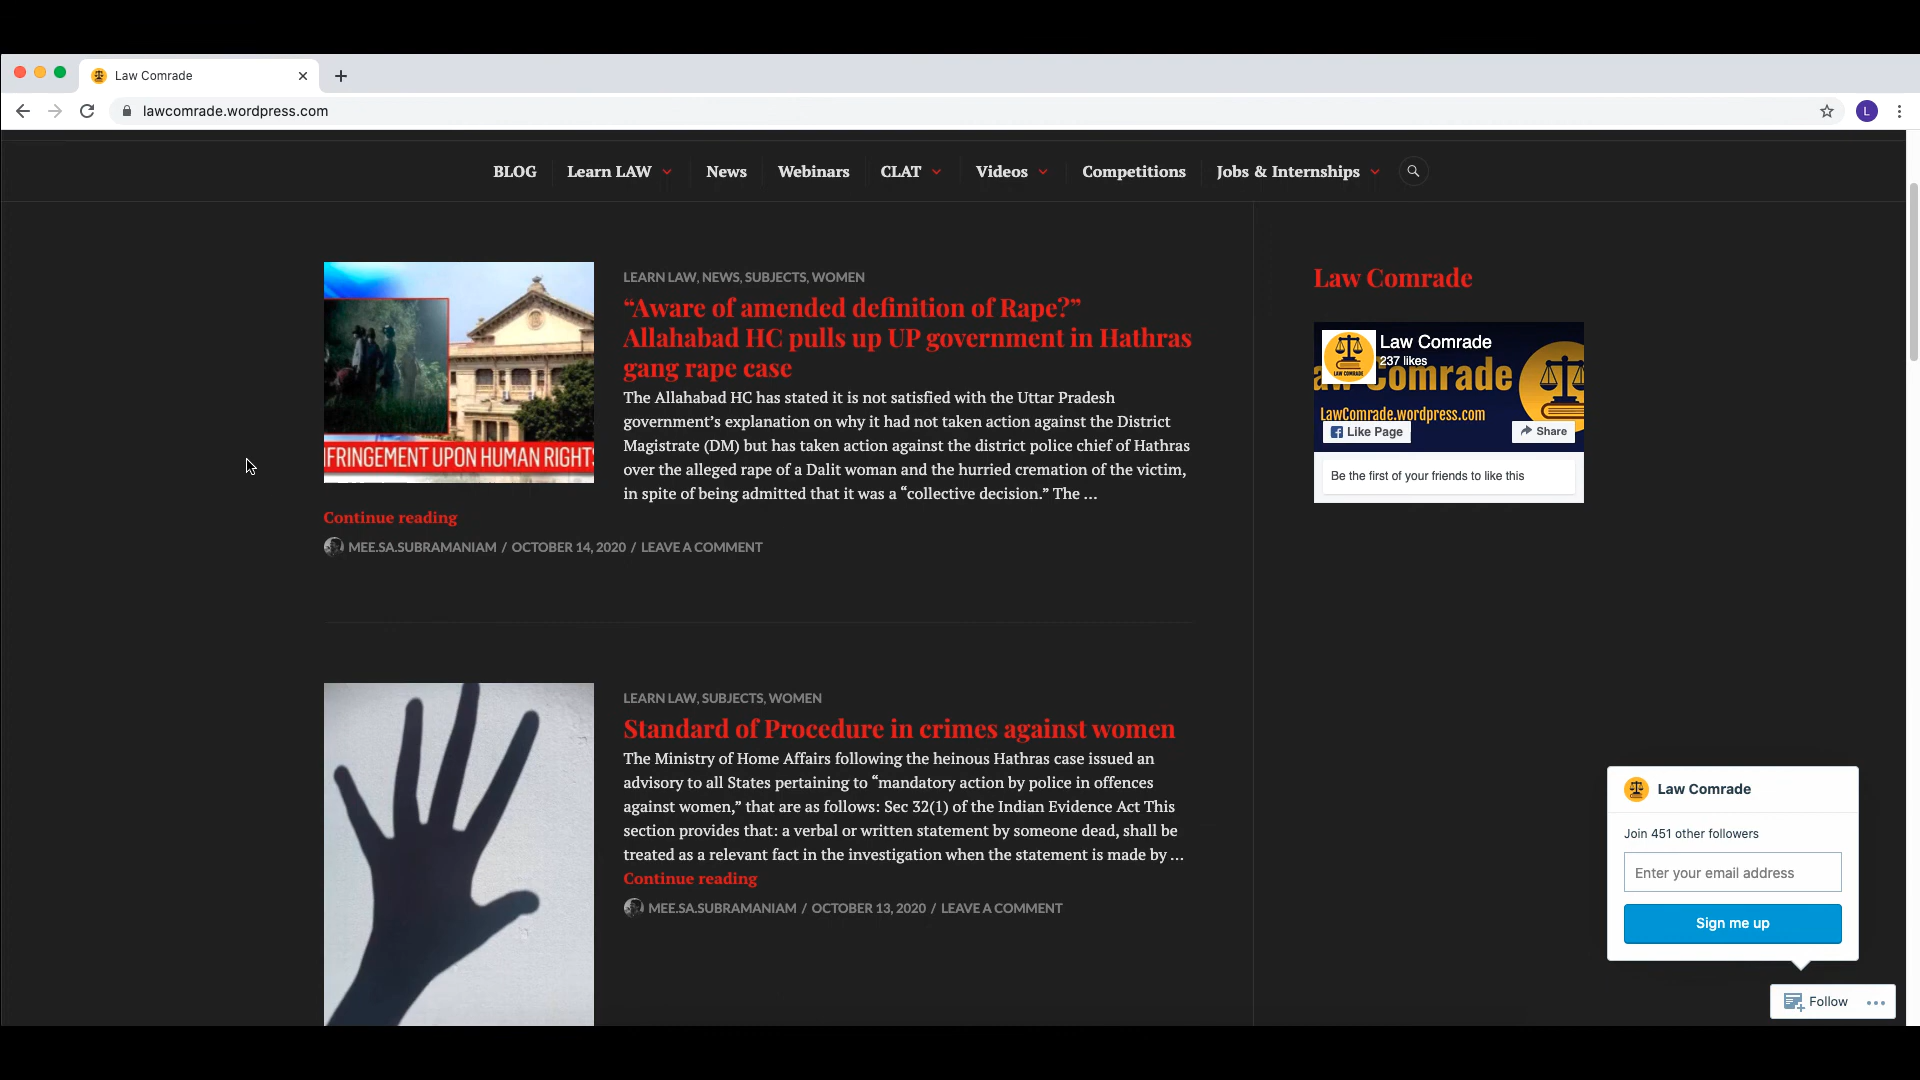 Law Comrade
lawcomrade.wordpress.com
L
BLOG Learn LAW News Webinars CLAT Videos Competitions Jobs & Internships
LEARN LAW, NEWS, SUBJECTS, WOMEN
“Aware of amended definition of Rape?”
Allahabad HC pulls up UP government in Hathras
gang rape case
The Allahabad HC has stated it is not satisfied with the Uttar Pradesh
government’s explanation on why it had not taken action against the District
Magistrate (DM) but has taken action against the district police chief of Hathras
over the alleged rape of a Dalit woman and the hurried cremation of the victim,
in spite of being admitted that it was a “collective decision.” The …
NFRINGEMENT UPON HUMAN RIGHTS
Continue reading
MEE.SA.SUBRAMANIAM / OCTOBER 14, 2020 / LEAVE A COMMENT
LEARN LAW, SUBJECTS, WOMEN
Standard of Procedure in crimes against women
The Ministry of Home Affairs following the heinous Hathras case issued an
advisory to all States pertaining to “mandatory action by police in offences
against women,” that are as follows: Sec 32(1) of the Indian Evidence Act This
section provides that: a verbal or written statement by someone dead, shall be
treated as a relevant fact in the investigation when the statement is made by …
Continue reading
MEE.SA.SUBRAMANIAM / OCTOBER 13, 2020 / LEAVE A COMMENT
Law Comrade
Law Comrade
237 likes
LAW COMRADE
aw Comrade
LawComrade.wordpress.com
Like Page
Share
Be the first of your friends to like this
Law Comrade
Join 451 other followers
Enter your email address
Sign me up
Follow